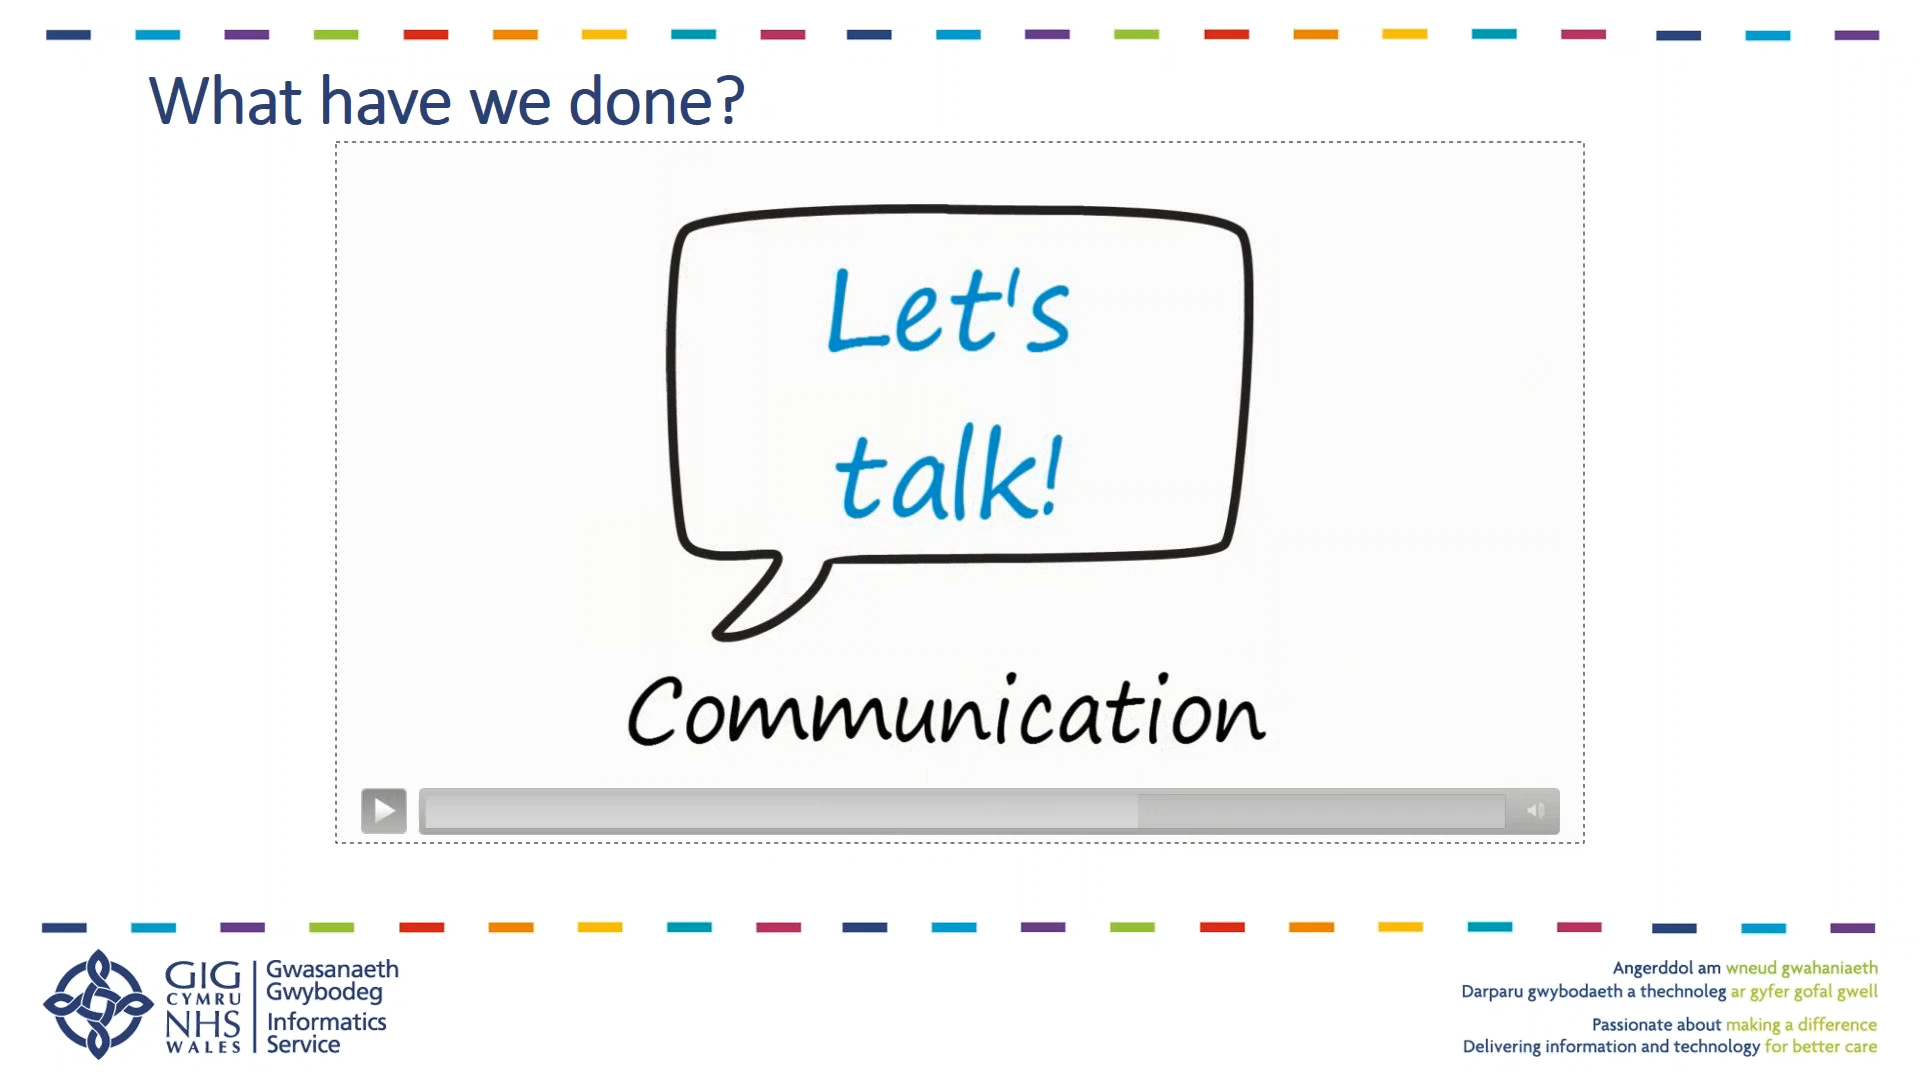 What have we done?
Let's
talk!
Communication
GIG
CYMRU
NHS
WALES
Gwasanaeth
Gwybodeg
Informatics
Service
Angerddol am wneud gwahaniaeth
Darparu gwybodaeth a thechnoleg ar gyfer gofal gwell
Passionate about making a difference
Delivering information and technology for better care